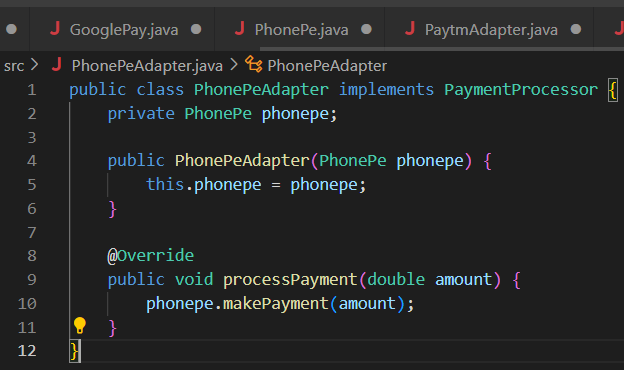 J GooglePay.java J PhonePe.java J PaytmAdapter.java J
src > J PhonePeAdapter.java > PhonePeAdapter
1 public class PhonePeAdapter implements PaymentProcessor {
2     private PhonePe phonepe;
3
4     public PhonePeAdapter(PhonePe phonepe) {
5         this.phonepe = phonepe;
6     }
7
8     @Override
9     public void processPayment(double amount) {
10         phonepe.makePayment(amount);
11     }
12 }